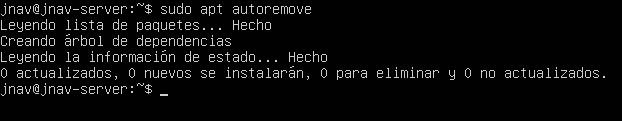 jnav@jnav-server:~$ sudo apt autoremove
Leyendo lista de paquetes... Hecho
Creando árbol de dependencias
Leyendo la información de estado... Hecho
0 actualizados, 0 nuevos se instalarán, 0 para eliminar y 0 no actualizados.
jnav@jnav-server:~$ _